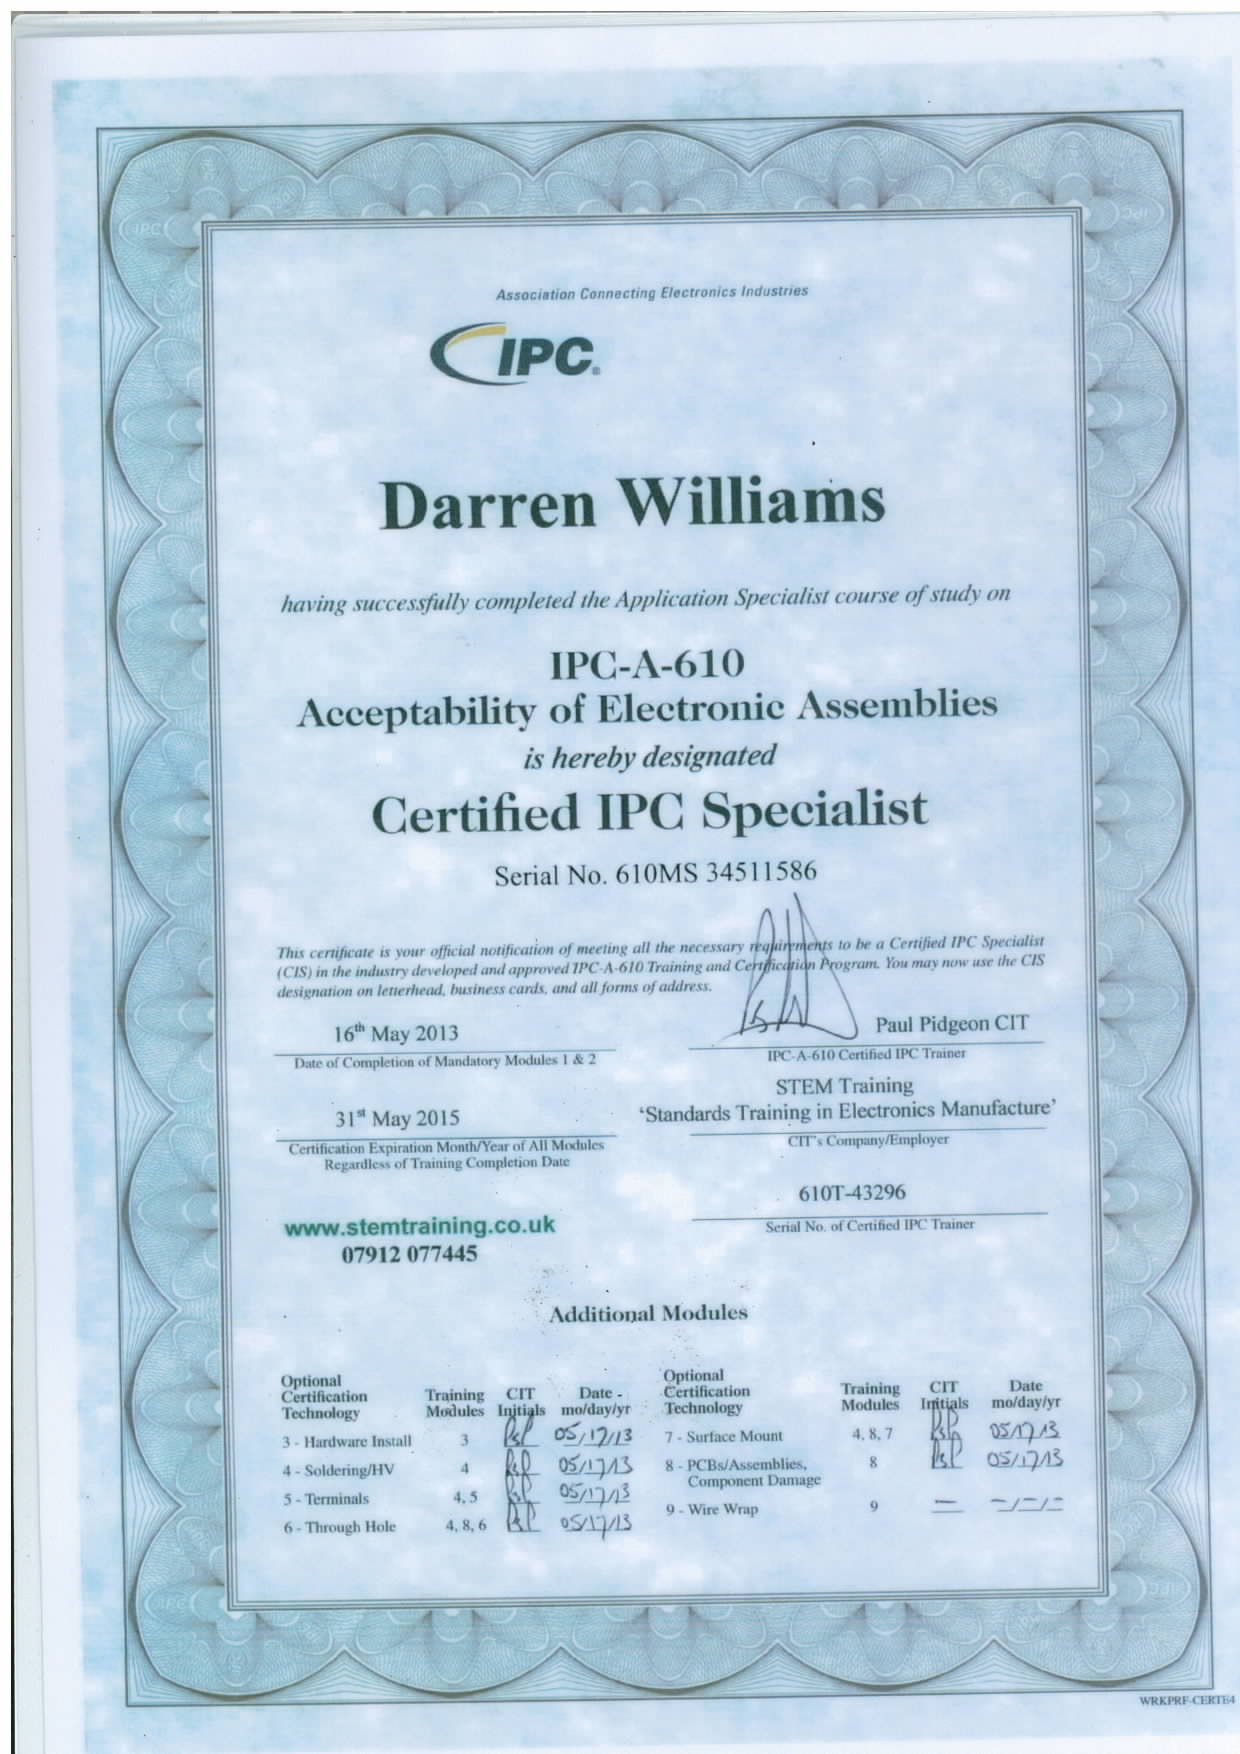 Association Connecting Electronics Industries
IPC®
Darren Williams
having successfully completed the Application Specialist course of study on
IPC-A-610
Acceptability of Electronic Assemblies
is hereby designated
Certified IPC Specialist
Serial No. 610MS 34511586
This certificate is your official notification of meeting all the necessary requirements to be a Certified IPC Specialist
(CIS) in the industry developed and approved IPC-A-610 Training and Certification Program. You may now use the CIS
designation on letterhead, business cards, and all forms of address.
16th May 2013
Date of Completion of Mandatory Modules 1 & 2
Paul Pidgeon CIT
IPC-A-610 Certified IPC Trainer
STEM Training
‘Standards Training in Electronics Manufacture’
CIT's Company/Employer
31st May 2015
Certification Expiration Month/Year of All Modules
Regardless of Training Completion Date
610T-43296
Serial No. of Certified IPC Trainer
www.stemtraining.co.uk
07912 077445
Additional Modules
Optional
Certification
Technology
Training
Modules
CIT
Initials
Date -
mo/day/yr
3 - Hardware Install 3 05/17/13
4 - Soldering/HV 4 05/17/13
5 - Terminals 4, 5 05/17/13
6 - Through Hole 4, 8, 6 05/17/13
Optional
Certification
Technology
Training
Modules
CIT
Initials
Date
mo/day/yr
7 - Surface Mount 4, 8, 7 05/17/13
8 - PCBs/Assemblies, 8 05/17/13
Component Damage
9 - Wire Wrap 9 — -/-/-
WRKPRF-CERTE4